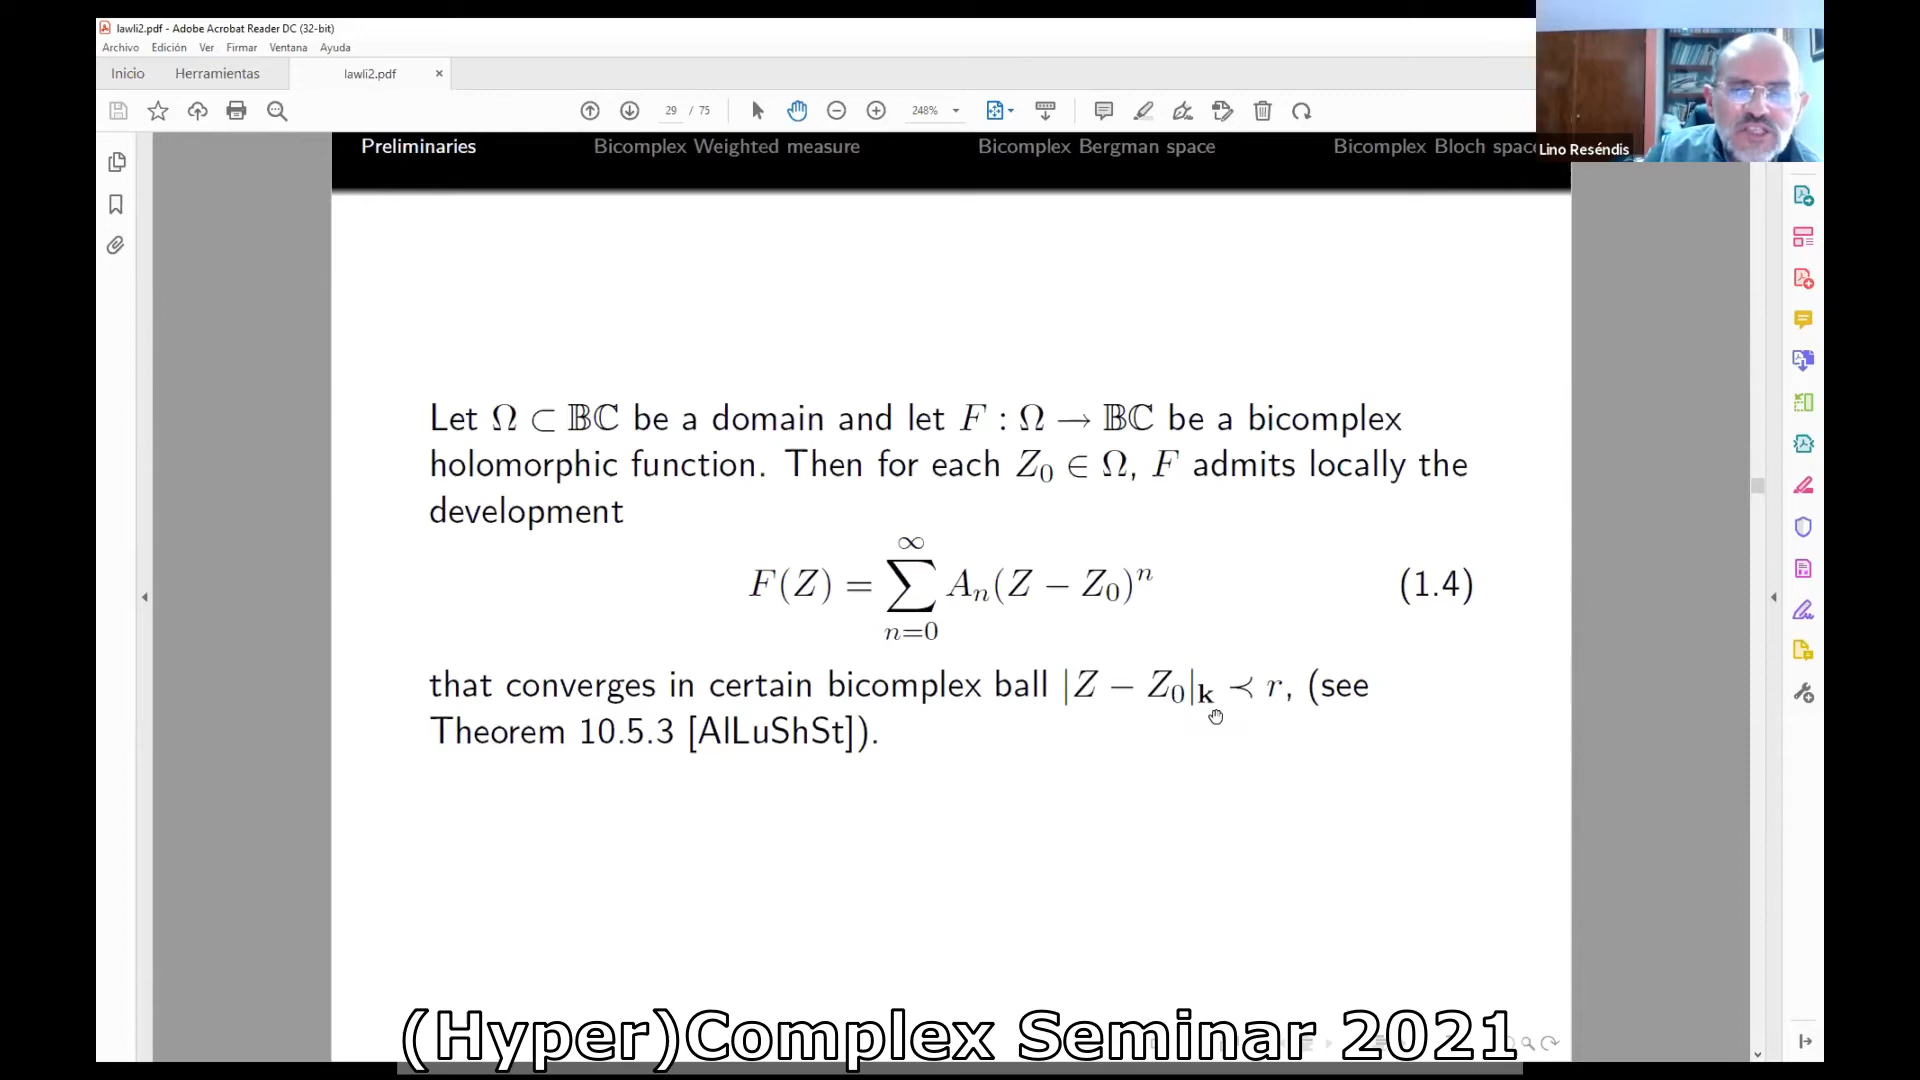 lawli2.pdf - Adobe Acrobat Reader DC (32-bit)
Archivo Edición Ver Firmar Ventana Ayuda
Inicio Herramientas lawli2.pdf ×
29 / 75 248%
Preliminaries Bicomplex Weighted measure Bicomplex Bergman space Bicomplex Bloch space
Lino Reséndis
Let Ω ⊂ 𝔹ℂ be a domain and let F : Ω → 𝔹ℂ be a bicomplex
holomorphic function. Then for each Z₀ ∈ Ω, F admits locally the
development
F(Z) = ∑_{n=0}^{∞} Aₙ(Z − Z₀)ⁿ (1.4)
that converges in certain bicomplex ball |Z − Z₀|_𝐤 ≺ r, (see
Theorem 10.5.3 [AlLuShSt]).
(Hyper)Complex Seminar 2021